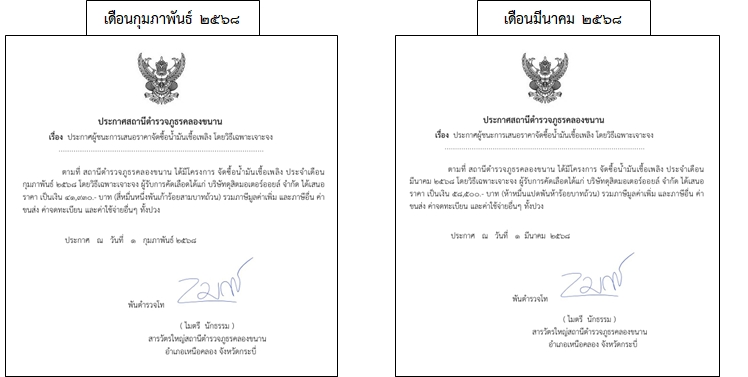 เดือนกุมภาพันธ์ ๒๕๖๘
ประกาศสถานีตำรวจภูธรคลองขนาน
เรื่อง ประกาศผู้ชนะการเสนอราคาจัดซื้อน้ำมันเชื้อเพลิง โดยวิธีเฉพาะเจาะจง
ตามที่ สถานีตำรวจภูธรคลองขนาน ได้มีโครงการ จัดซื้อน้ำมันเชื้อเพลิง ประจำเดือน
กุมภาพันธ์ ๒๕๖๘ โดยวิธีเฉพาะเจาะจง ผู้รับการคัดเลือดได้แก่ บริษัทดุสิตมอเตอร์ออยล์ จำกัด ได้เสนอ
ราคา เป็นเงิน ๔๑,๙๓๐.- บาท (สี่หมื่นหนึ่งพันเก้าร้อยสามบาทถ้วน) รวมภาษีมูลค่าเพิ่ม และภาษีอื่น ค่า
ขนส่ง ค่าจดทะเบียน และค่าใช้จ่ายอื่นๆ ทั้งปวง
ประกาศ ณ วันที่ ๑ กุมภาพันธ์ ๒๕๖๘
พันตำรวจโท
( ไมตรี นักธรรม )
สารวัตรใหญ่สถานีตำรวจภูธรคลองขนาน
อำเภอเหนือคลอง จังหวัดกระบี่
เดือนมีนาคม ๒๕๖๘
ประกาศสถานีตำรวจภูธรคลองขนาน
เรื่อง ประกาศผู้ชนะการเสนอราคาจัดซื้อน้ำมันเชื้อเพลิง โดยวิธีเฉพาะเจาะจง
ตามที่ สถานีตำรวจภูธรคลองขนาน ได้มีโครงการ จัดซื้อน้ำมันเชื้อเพลิง ประจำเดือน
มีนาคม ๒๕๖๘ โดยวิธีเฉพาะเจาะจง ผู้รับการคัดเลือดได้แก่ บริษัทดุสิตมอเตอร์ออยล์ จำกัด ได้เสนอ
ราคา เป็นเงิน ๕๘,๕๐๐.- บาท (ห้าหมื่นแปดพันห้าร้อยบาทถ้วน) รวมภาษีมูลค่าเพิ่ม และภาษีอื่น ค่า
ขนส่ง ค่าจดทะเบียน และค่าใช้จ่ายอื่นๆ ทั้งปวง
ประกาศ ณ วันที่ ๑ มีนาคม ๒๕๖๘
พันตำรวจโท
( ไมตรี นักธรรม )
สารวัตรใหญ่สถานีตำรวจภูธรคลองขนาน
อำเภอเหนือคลอง จังหวัดกระบี่